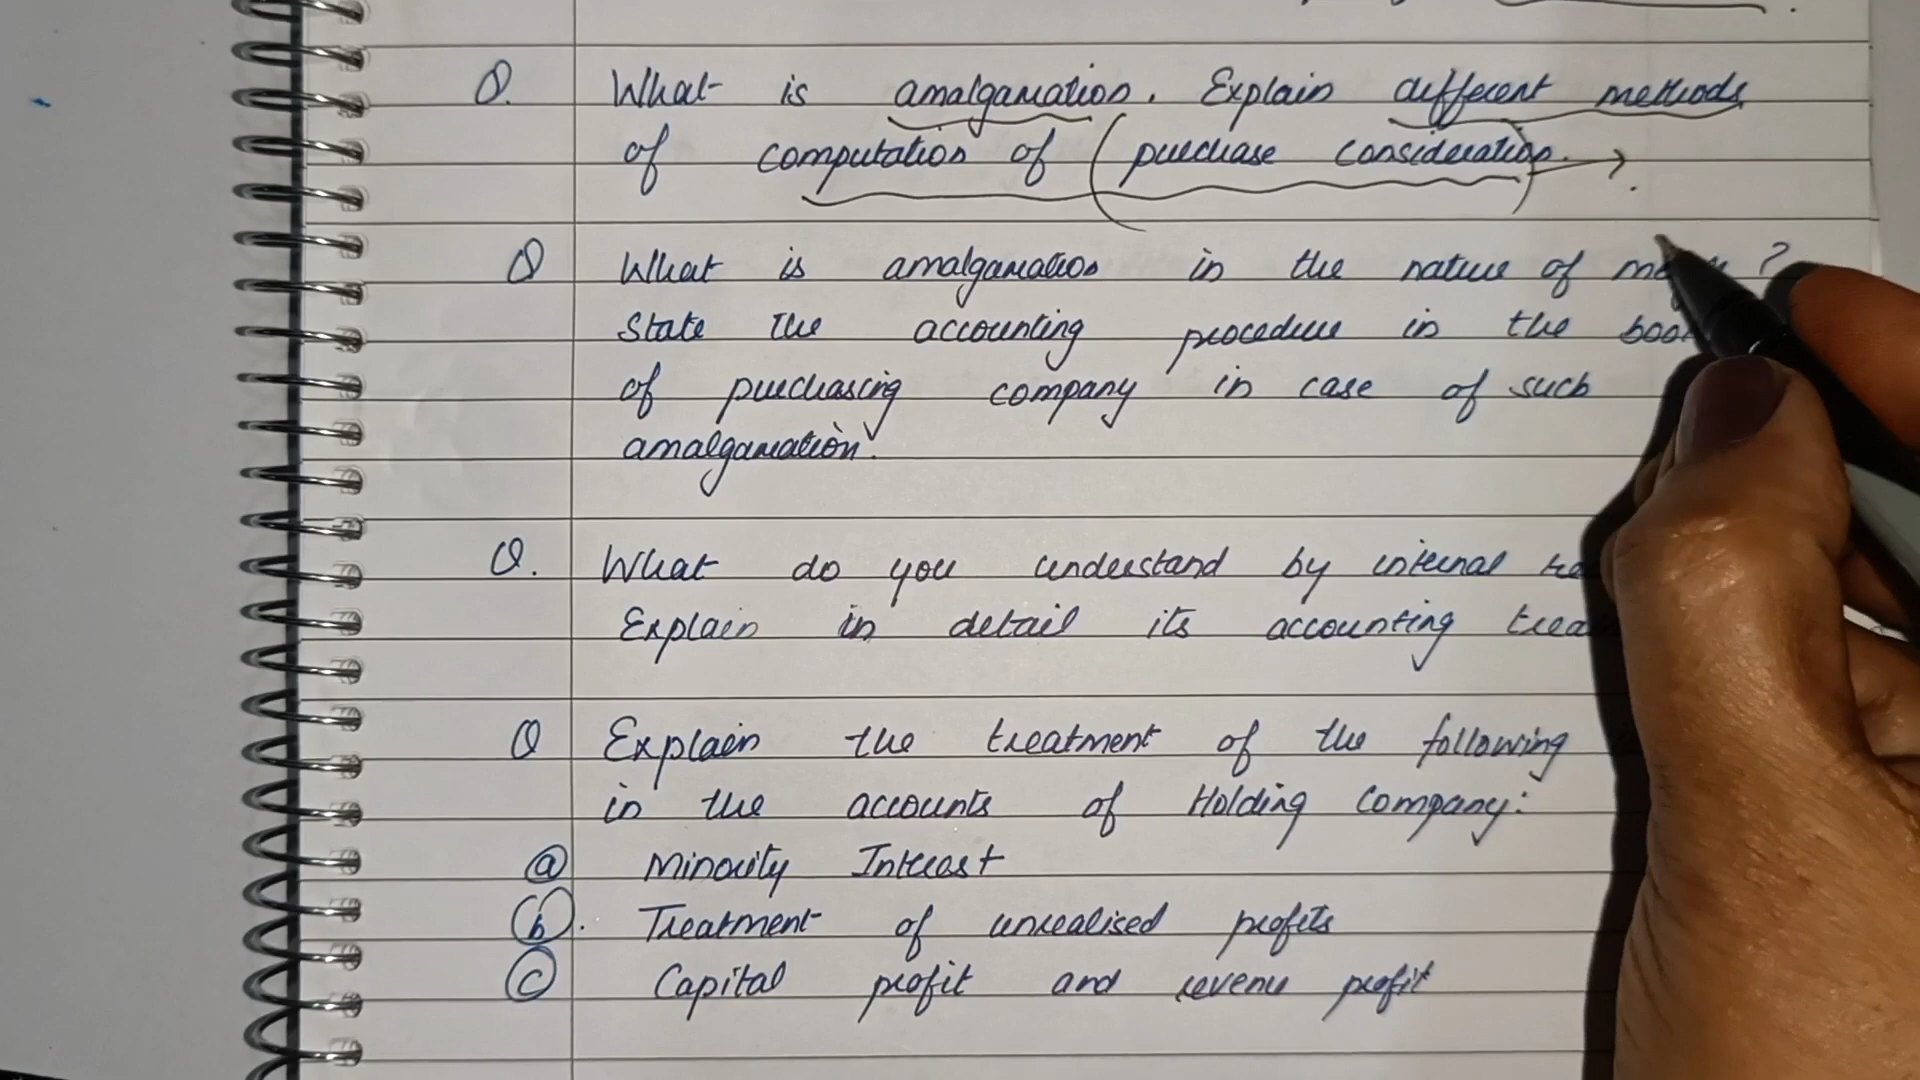 Q. What is amalgamation. Explain different methods
of computation of (purchase consideration) →.
Q What is amalgamation in the nature of ?
State the accounting procedure in the
of purchasing company in case of such
amalgamation.
Q. What do you understand by internal
Explain in detail its accounting
Q Explain the treatment of the following
in the accounts of Holding Company:
(a) Minority Interest
(b). Treatment of unrealised profits
(c) Capital profit and revenu profit